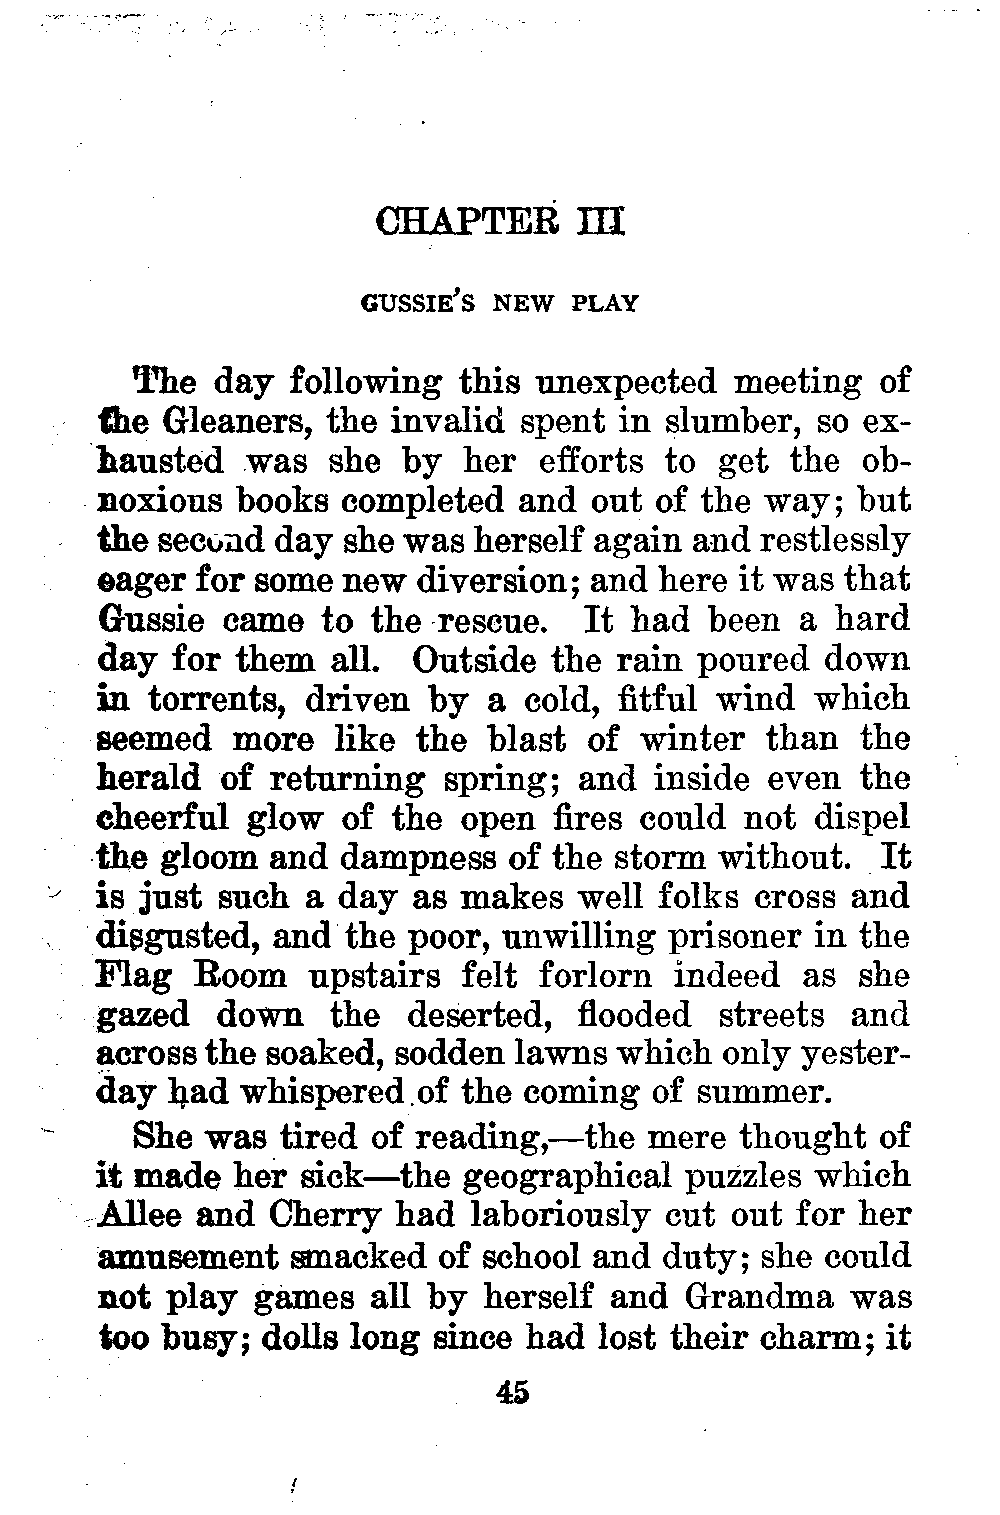 CHAPTER III
GUSSIE'S NEW PLAY
The day following this unexpected meeting of
the Gleaners, the invalid spent in slumber, so ex-
hausted was she by her efforts to get the ob-
noxious books completed and out of the way; but
the second day she was herself again and restlessly
eager for some new diversion; and here it was that
Gussie came to the rescue. It had been a hard
day for them all. Outside the rain poured down
in torrents, driven by a cold, fitful wind which
seemed more like the blast of winter than the
herald of returning spring; and inside even the
cheerful glow of the open fires could not dispel
the gloom and dampness of the storm without. It
is just such a day as makes well folks cross and
disgusted, and the poor, unwilling prisoner in the
Flag Room upstairs felt forlorn indeed as she
gazed down the deserted, flooded streets and
across the soaked, sodden lawns which only yester-
day had whispered of the coming of summer.
She was tired of reading,—the mere thought of
it made her sick—the geographical puzzles which
Allee and Cherry had laboriously cut out for her
amusement smacked of school and duty; she could
not play games all by herself and Grandma was
too busy; dolls long since had lost their charm; it
45